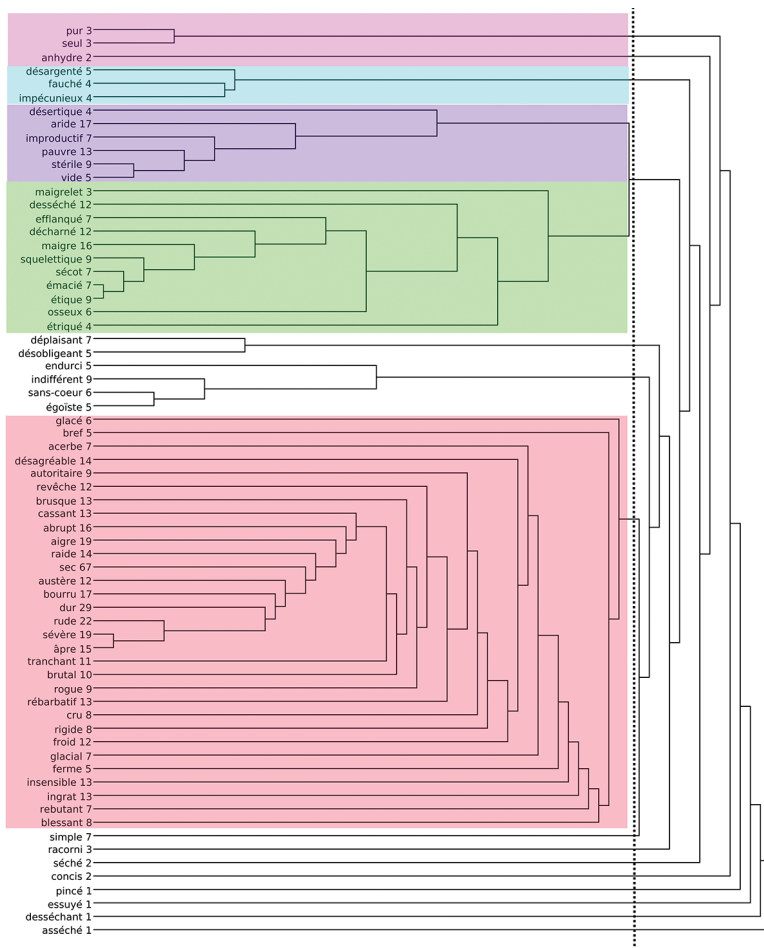 pur 3
seul 3
anhydre 2
désargenté 5
fauché 4
impécunieux 4
désertique 4
aride 17
improductif 7
pauvre 13
stérile 9
vide 5
maigrelet 3
desséché 12
efflanqué 7
décharné 12
maigre 16
squelettique 9
sécot 7
émacié 7
étique 9
osseux 6
étriqué 4
déplaisant 7
désobligeant 5
endurci 5
indifférent 9
sans-coeur 6
égoïste 5
glacé 6
bref 5
acerbe 7
désagréable 14
autoritaire 9
revêche 12
brusque 13
cassant 13
abrupt 16
aigre 19
raide 14
sec 67
austère 12
bourru 17
dur 29
rude 22
sévère 19
âpre 15
tranchant 11
brutal 10
rogue 9
rébarbatif 13
cru 8
rigide 8
froid 12
glacial 7
ferme 5
insensible 13
ingrat 13
rebutant 7
blessant 8
simple 7
racorni 3
séché 2
concis 2
pincé 1
essuyé 1
desséchant 1
asséché 1